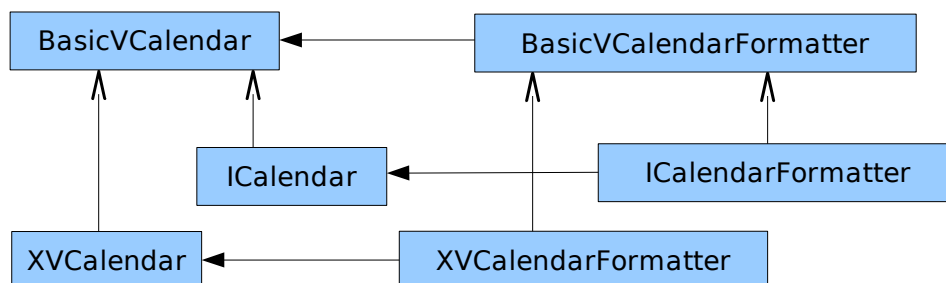 BasicVCalendar
BasicVCalendarFormatter
ICalendar
ICalendarFormatter
XVCalendar
XVCalendarFormatter